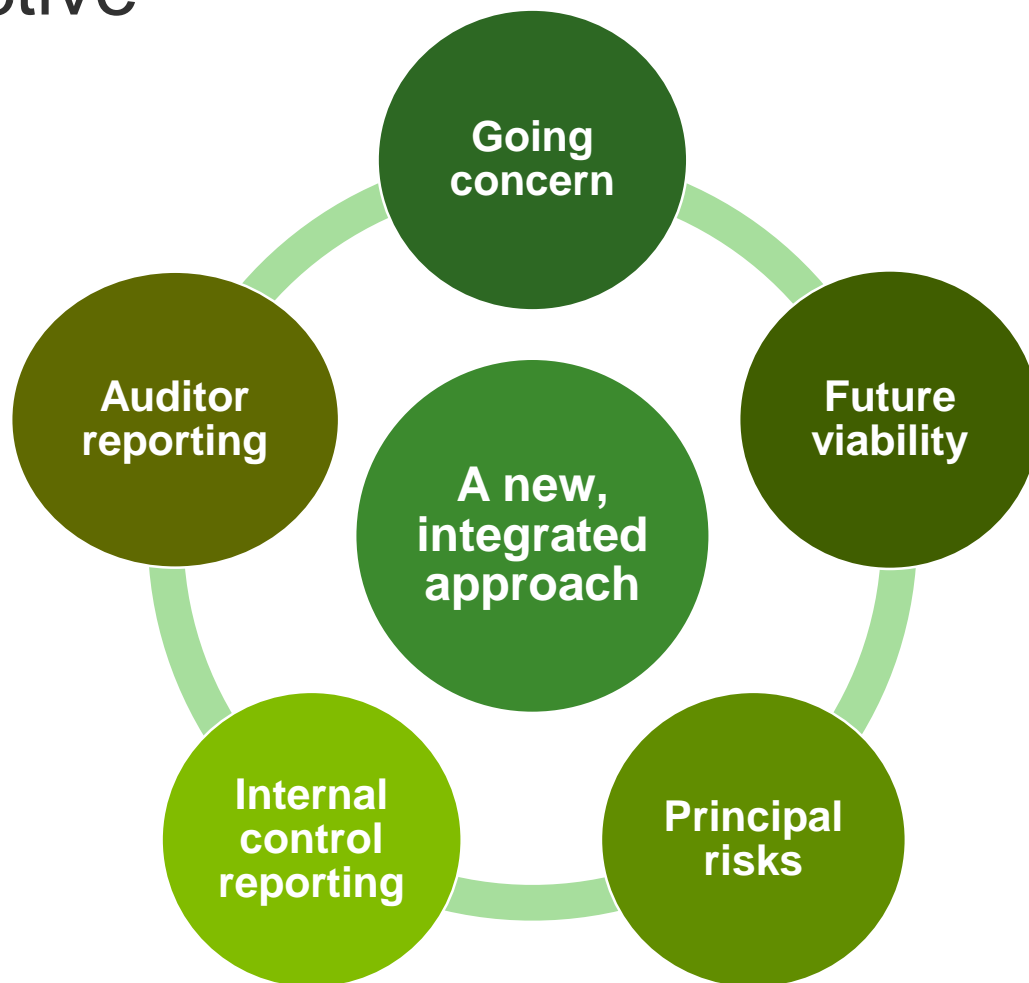 Going
concern
Auditor
reporting
Future
viability
A new,
integrated
approach
Internal
control
reporting
Principal
risks